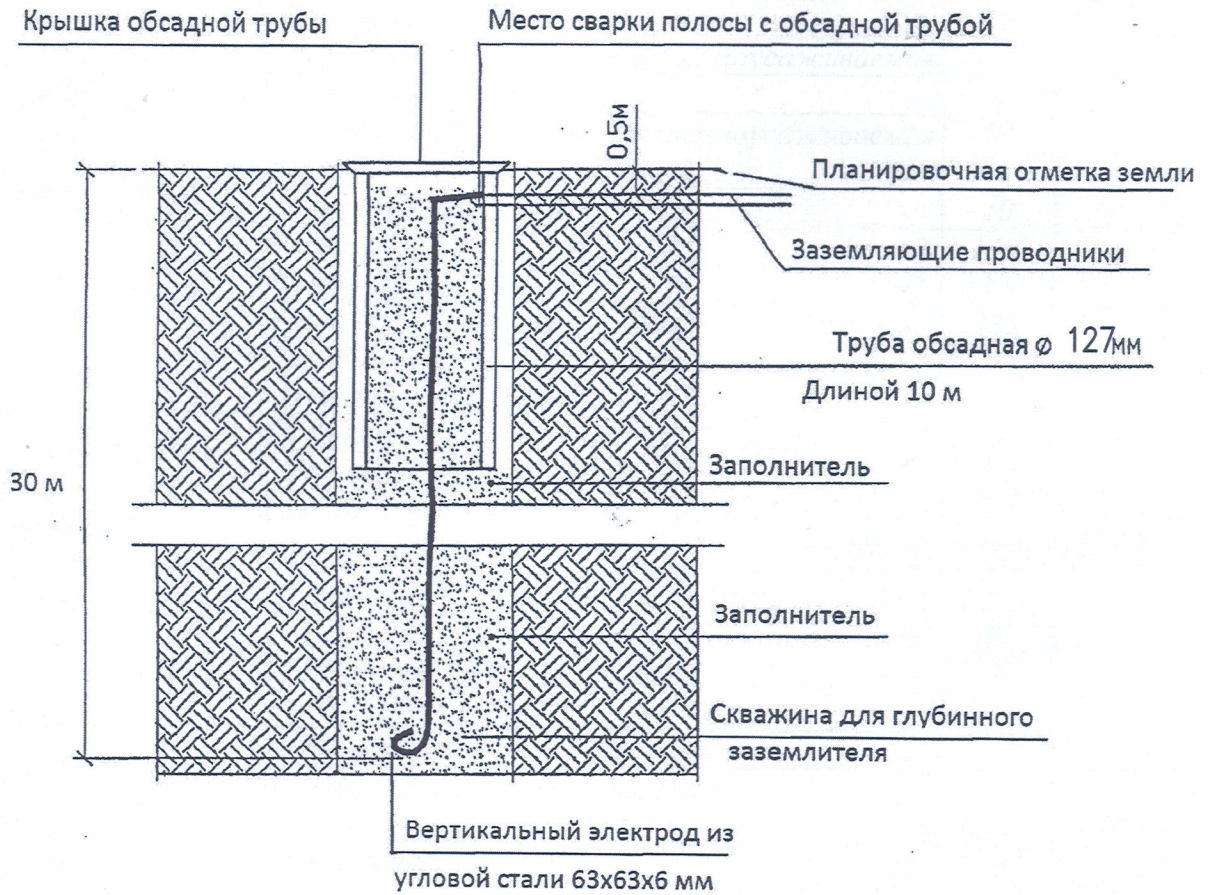 Крышка обсадной трубы
Место сварки полосы с обсадной трубой
0,5м
Планировочная отметка земли
Заземляющие проводники
Труба обсадная ⌀ 127мм
Длиной 10 м
30 м
Заполнитель
Заполнитель
Скважина для глубинного
заземлителя
Вертикальный электрод из
угловой стали 63х63х6 мм